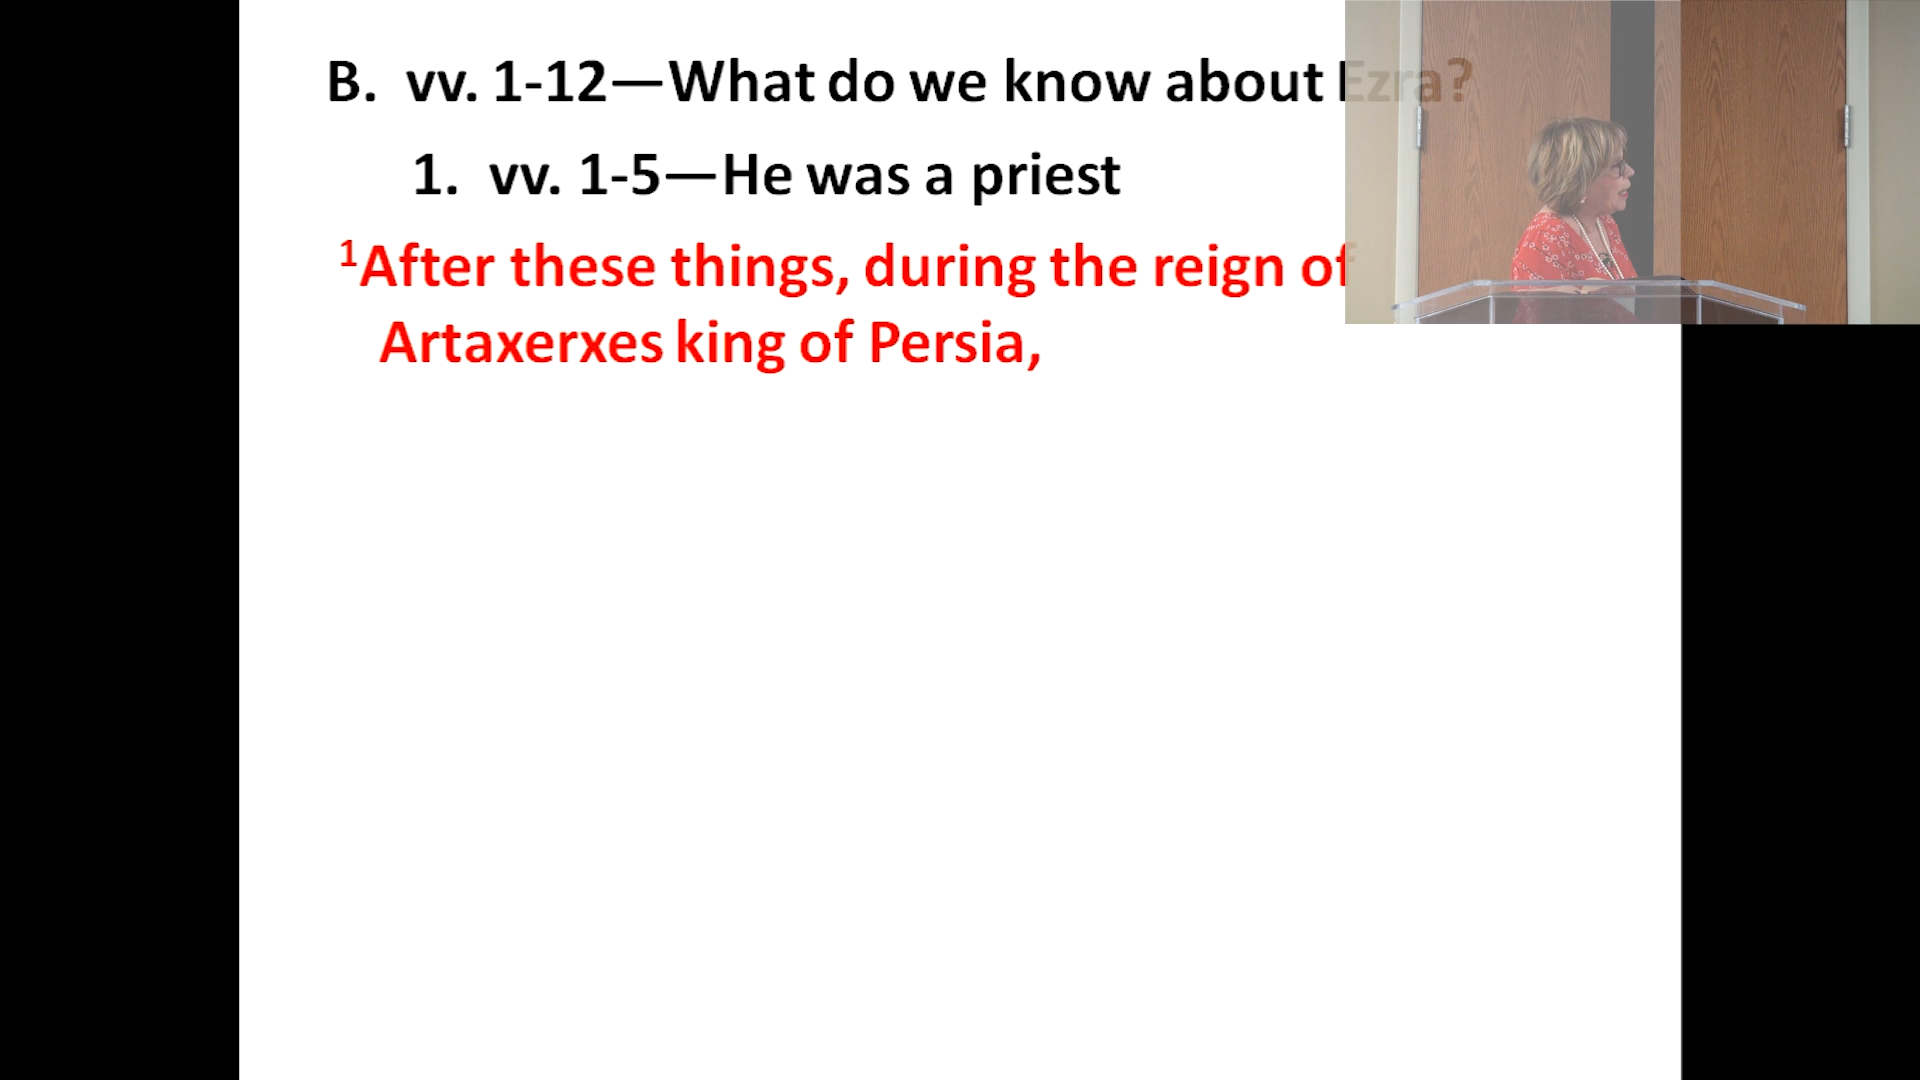 B. vv. 1-12—What do we know about Ezra?
1. vv. 1-5—He was a priest
¹After these things, during the reign of
Artaxerxes king of Persia,